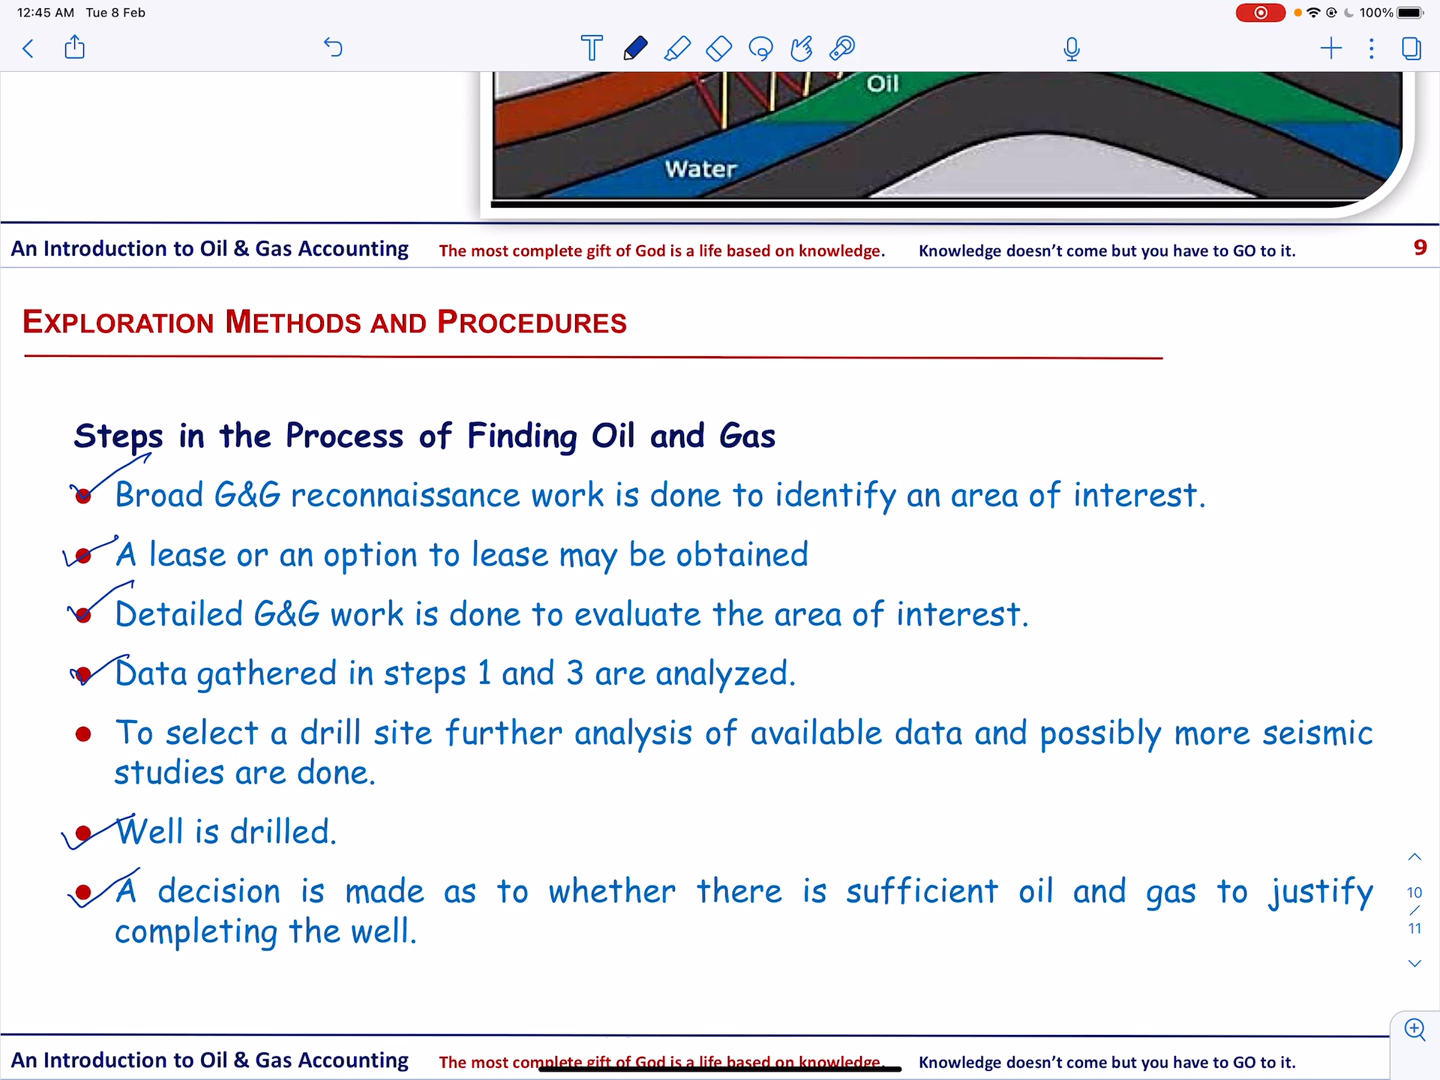 12:45 AM Tue 8 Feb
100%
T
Oil
Water
An Introduction to Oil & Gas Accounting The most complete gift of God is a life based on knowledge. Knowledge doesn't come but you have to GO to it. 9
EXPLORATION METHODS AND PROCEDURES
Steps in the Process of Finding Oil and Gas
Broad G&G reconnaissance work is done to identify an area of interest.
A lease or an option to lease may be obtained
Detailed G&G work is done to evaluate the area of interest.
Data gathered in steps 1 and 3 are analyzed.
To select a drill site further analysis of available data and possibly more seismic
studies are done.
Well is drilled.
A decision is made as to whether there is sufficient oil and gas to justify
completing the well.
10
/
11
An Introduction to Oil & Gas Accounting The most complete gift of God is a life based on knowledge. Knowledge doesn't come but you have to GO to it.